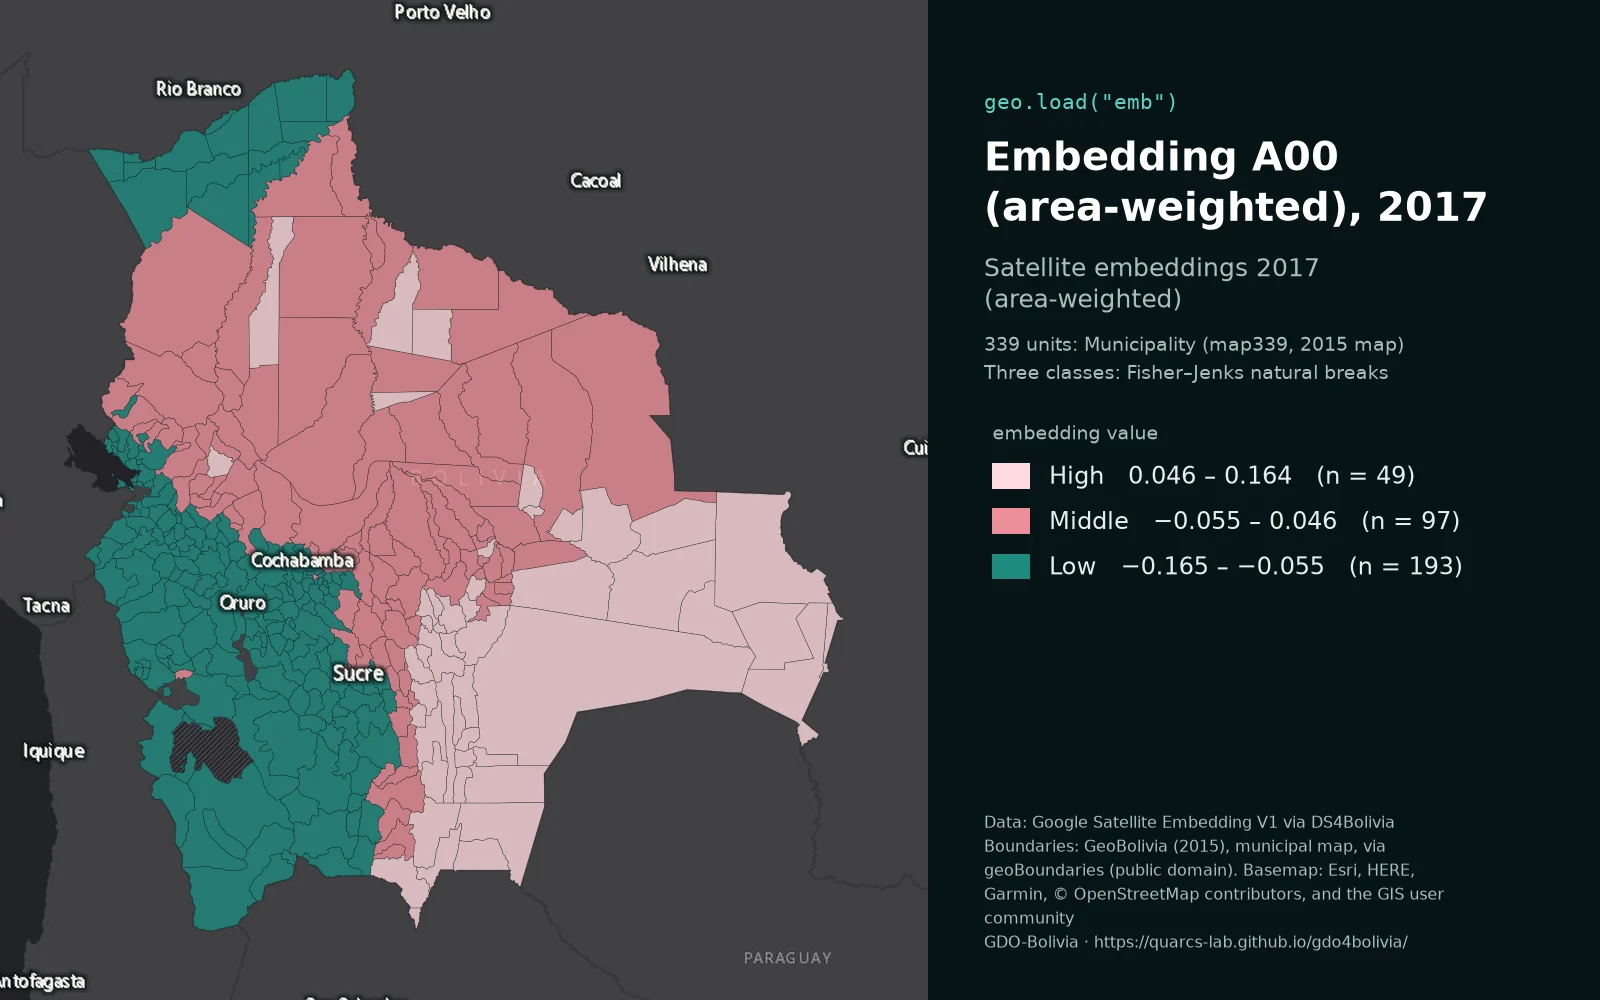 Porto Velho
Rio Branco
Cacoal
Vilhena
BOLIVIA
Cochabamba
Oruro
Tacna
Sucre
Iquique
PARAGUAY
geo.load("emb")
Embedding A00
(area-weighted), 2017
Satellite embeddings 2017
(area-weighted)
339 units: Municipality (map339, 2015 map)
Three classes: Fisher–Jenks natural breaks
embedding value
High 0.046 – 0.164 (n = 49)
Middle −0.055 – 0.046 (n = 97)
Low −0.165 – −0.055 (n = 193)
Data: Google Satellite Embedding V1 via DS4Bolivia
Boundaries: GeoBolivia (2015), municipal map, via
geoBoundaries (public domain). Basemap: Esri, HERE,
Garmin, © OpenStreetMap contributors, and the GIS user
community
GDO-Bolivia · https://quarcs-lab.github.io/gdo4bolivia/